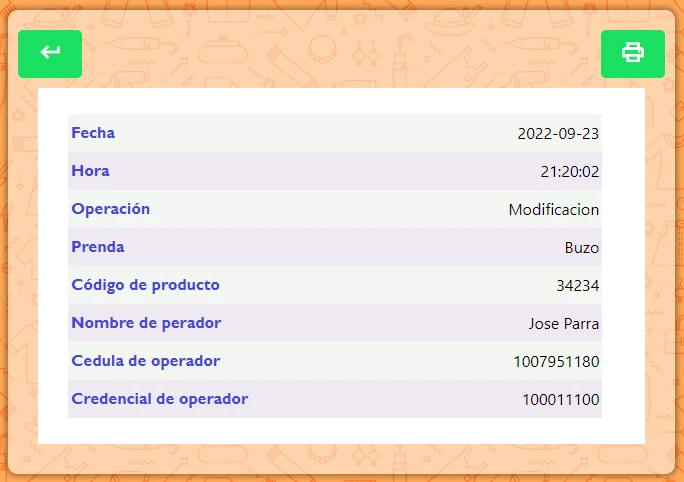 Fecha 2022-09-23
Hora 21:20:02
Operación Modificacion
Prenda Buzo
Código de producto 34234
Nombre de perador Jose Parra
Cedula de operador 1007951180
Credencial de operador 100011100